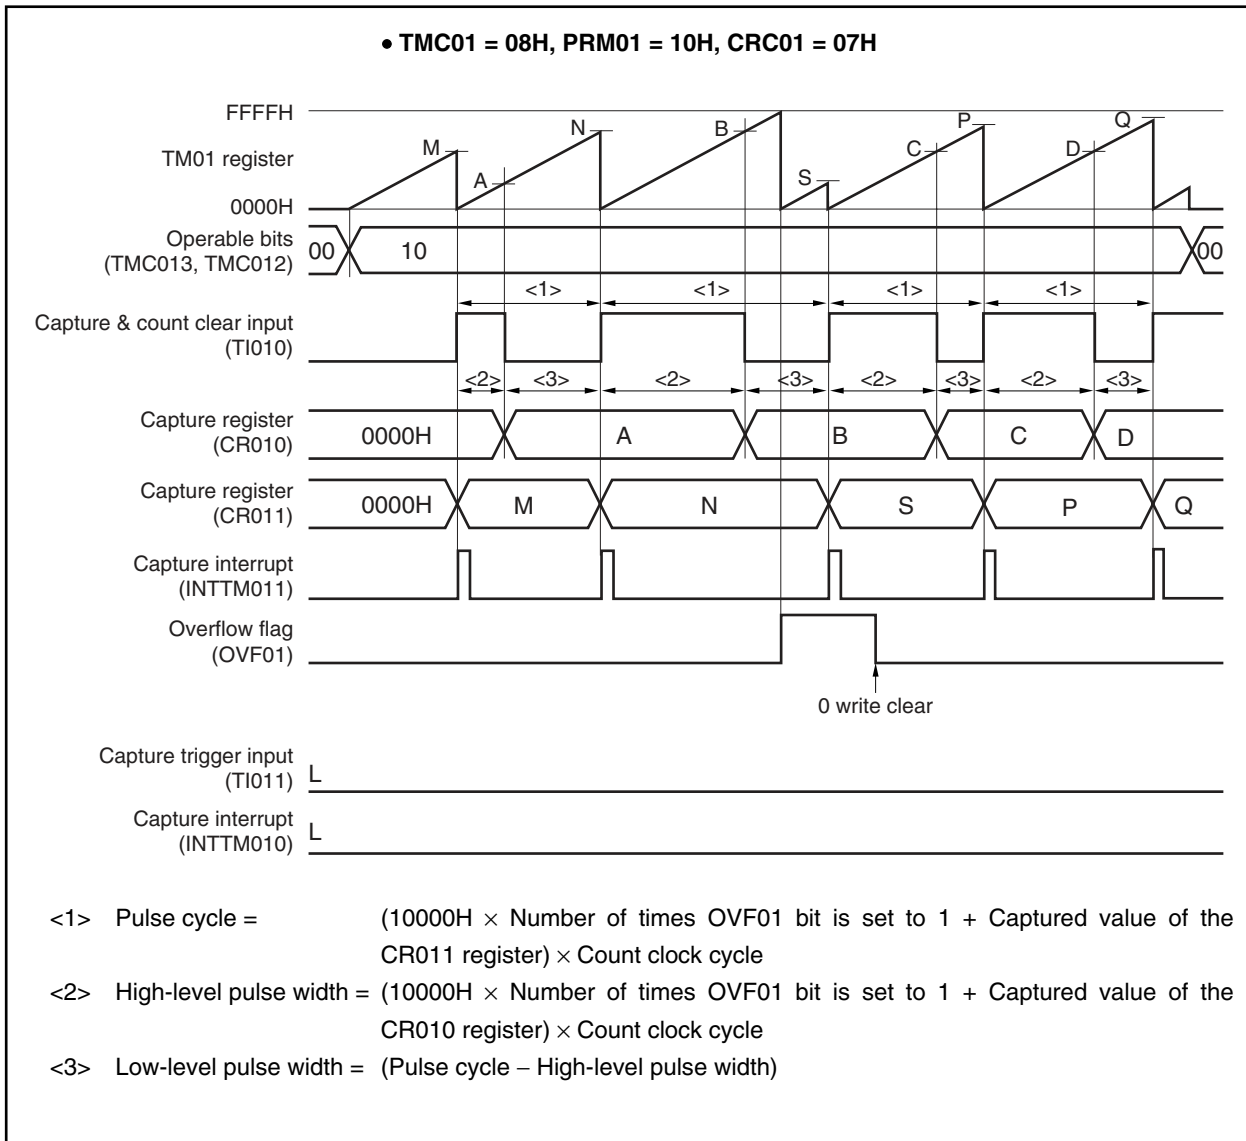 • TMC01 = 08H, PRM01 = 10H, CRC01 = 07H
FFFFH
TM01 register
0000H
M
A
N
B
S
C
P
D
Q
Operable bits
(TMC013, TMC012)
00
10
00
<1>
<1>
<1>
<1>
Capture & count clear input
(TI010)
<2>
<3>
<2>
<3>
<2>
<3>
<2>
<3>
Capture register
(CR010)
0000H
A
B
C
D
Capture register
(CR011)
0000H
M
N
S
P
Q
Capture interrupt
(INTTM011)
Overflow flag
(OVF01)
0 write clear
Capture trigger input
(TI011)
L
Capture interrupt
(INTTM010)
L
<1> Pulse cycle = (10000H × Number of times OVF01 bit is set to 1 + Captured value of the
CR011 register) × Count clock cycle
<2> High-level pulse width = (10000H × Number of times OVF01 bit is set to 1 + Captured value of the
CR010 register) × Count clock cycle
<3> Low-level pulse width = (Pulse cycle – High-level pulse width)